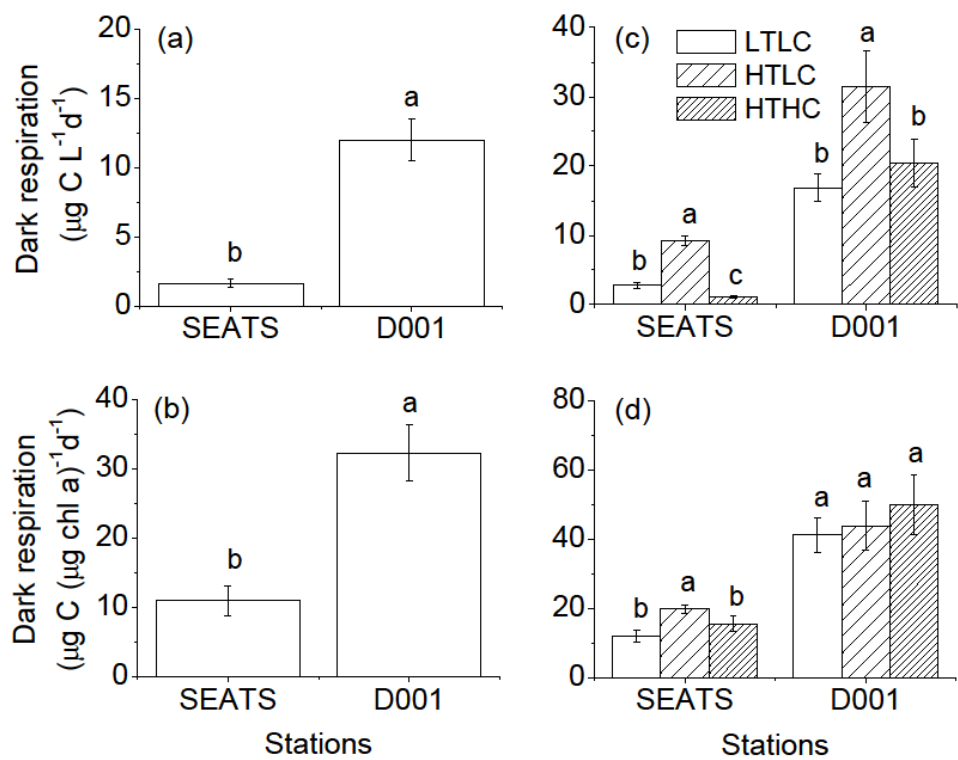 (a)
Dark respiration
(μg C L⁻¹d⁻¹)
20
15
10
5
0
b
a
SEATS
D001
(c)
LTLC
HTLC
HTHC
40
30
20
10
0
b
a
c
b
a
b
SEATS
D001
(b)
Dark respiration
(μg C (μg chl a)⁻¹d⁻¹)
40
30
20
10
0
b
a
SEATS
D001
Stations
(d)
80
60
40
20
0
b
a
b
a
a
a
SEATS
D001
Stations